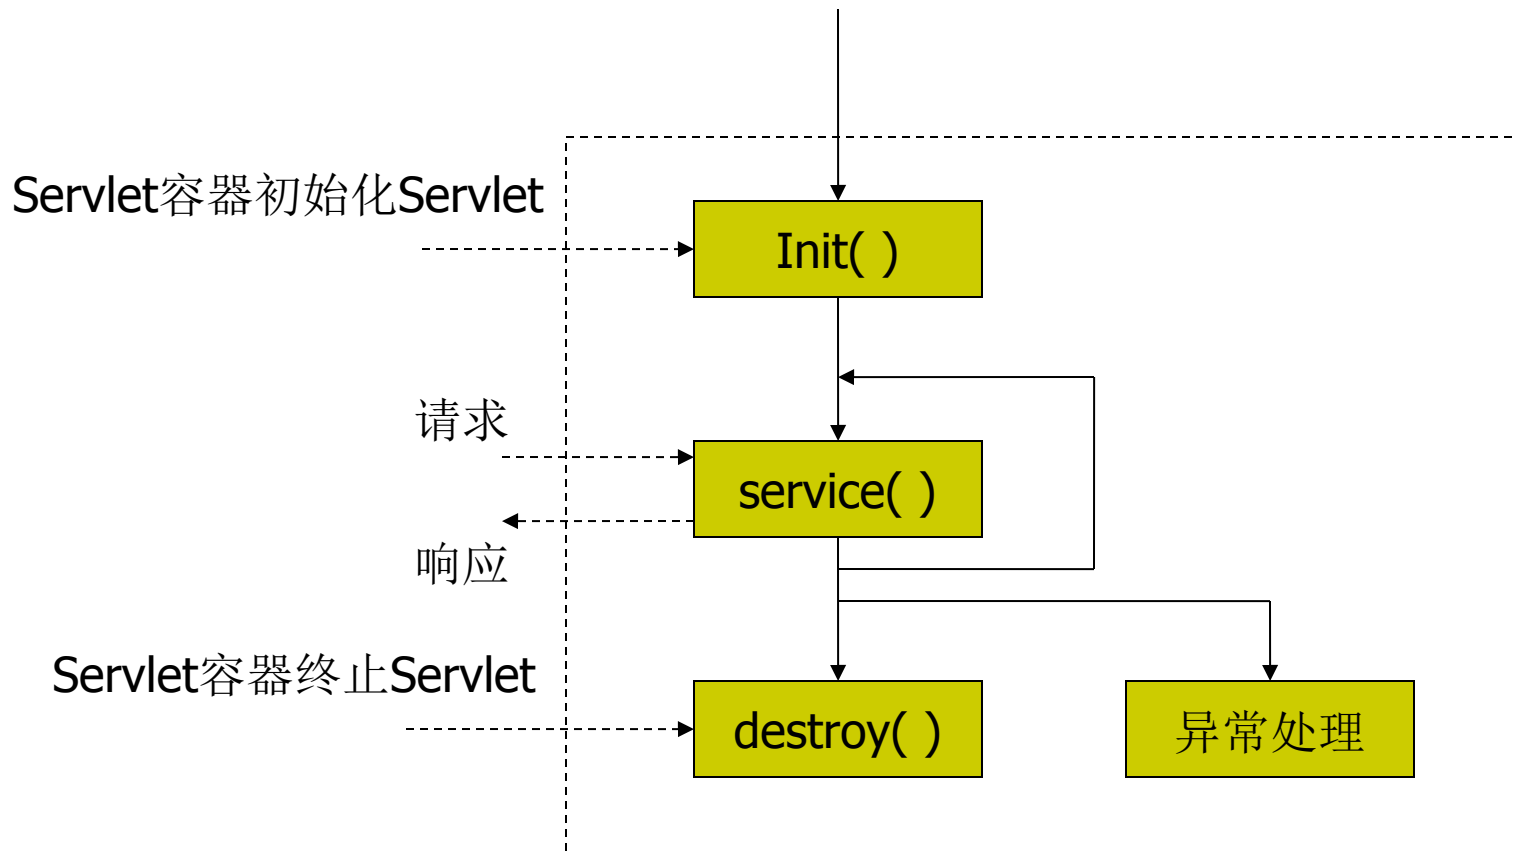 Servlet容器初始化Servlet
Init( )
请求
service( )
响应
Servlet容器终止Servlet
destroy( )
异常处理